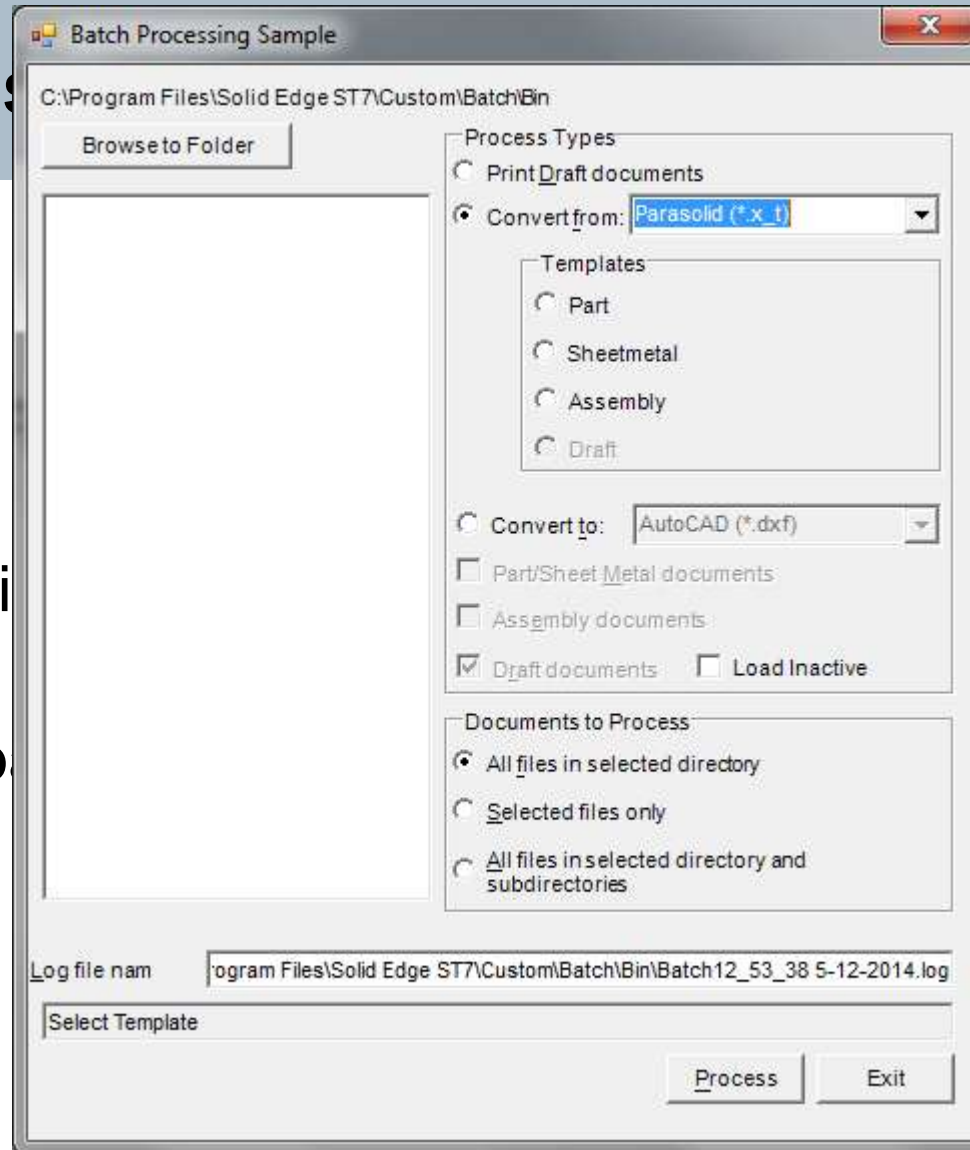 Batch Processing Sample
C:\Program Files\Solid Edge ST7\Custom\Batch\Bin
Browse to Folder
Process Types
Print Draft documents
Convert from: Parasolid (*.x_t)
Templates
Part
Sheetmetal
Assembly
Draft
Convert to: AutoCAD (*.dxf)
Part/Sheet Metal documents
Assembly documents
Draft documents Load Inactive
Documents to Process
All files in selected directory
Selected files only
All files in selected directory and
subdirectories
Log file nam rogram Files\Solid Edge ST7\Custom\Batch\Bin\Batch12_53_38 5-12-2014.log
Select Template
Process Exit